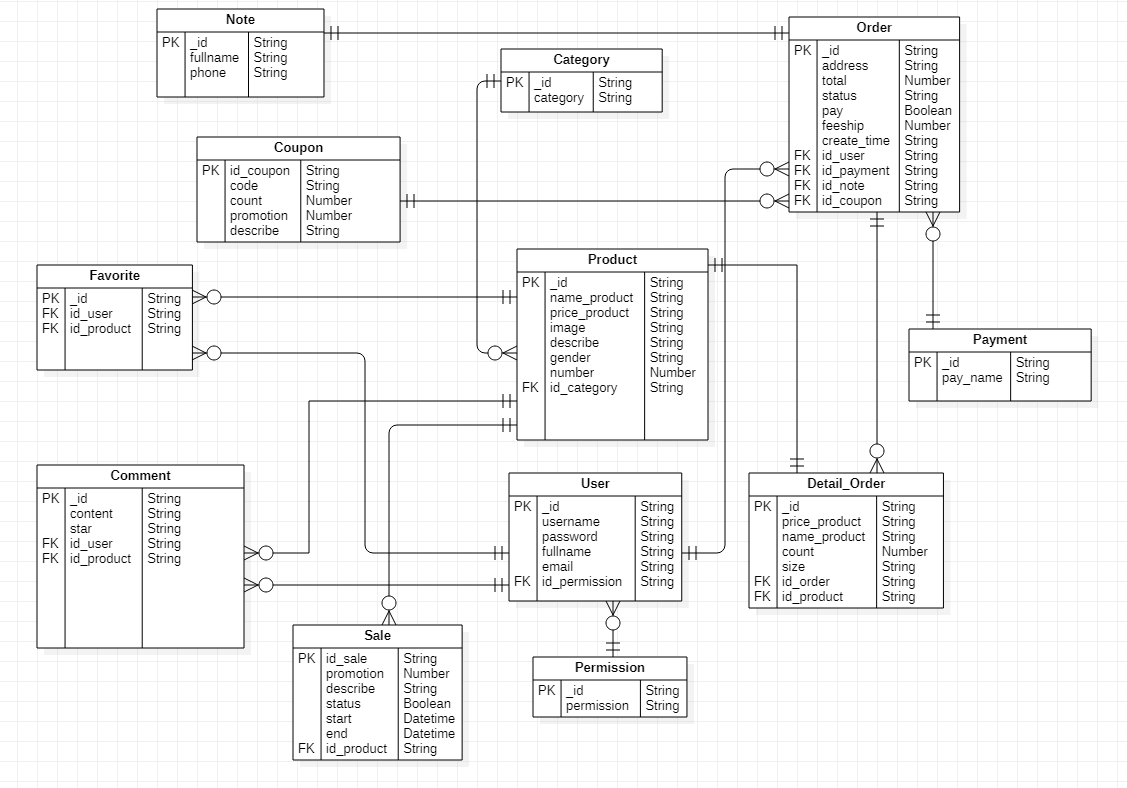 Note
PK _id String
fullname String
phone String
Order
PK _id String
address String
total Number
status String
pay Boolean
feeship Number
create_time String
FK id_user String
FK id_payment String
FK id_note String
FK id_coupon String
Category
PK _id String
category String
Coupon
PK id_coupon String
code String
count Number
promotion Number
describe String
Favorite
PK _id String
FK id_user String
FK id_product String
Product
PK _id String
name_product String
price_product String
image String
describe String
gender String
number Number
FK id_category String
Payment
PK _id String
pay_name String
Comment
PK _id String
content String
star String
FK id_user String
FK id_product String
User
PK _id String
username String
password String
fullname String
email String
FK id_permission String
Detail_Order
PK _id String
price_product String
name_product String
count Number
size String
FK id_order String
FK id_product String
Sale
PK id_sale String
promotion Number
describe String
status Boolean
start Datetime
end Datetime
FK id_product String
Permission
PK _id String
permission String